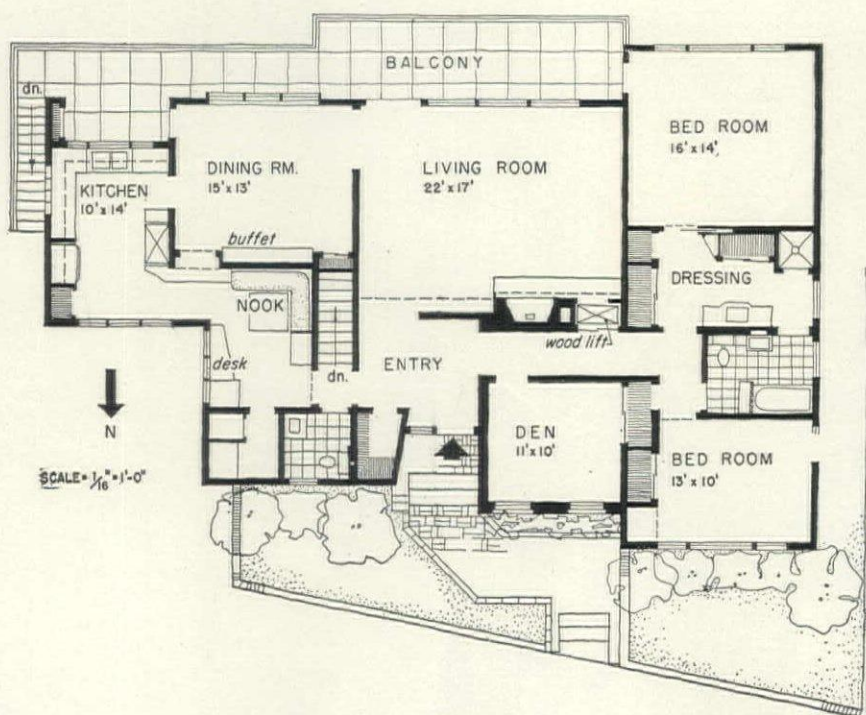 BALCONY
dn.
BED ROOM
16' x 14'
DINING RM.
15' x 13'
LIVING ROOM
22' x 17'
KITCHEN
10' x 14'
buffet
DRESSING
NOOK
wood lift
desk
dn.
ENTRY
N
DEN
11' x 10'
BED ROOM
13' x 10'
SCALE = 1/16" = 1'-0"